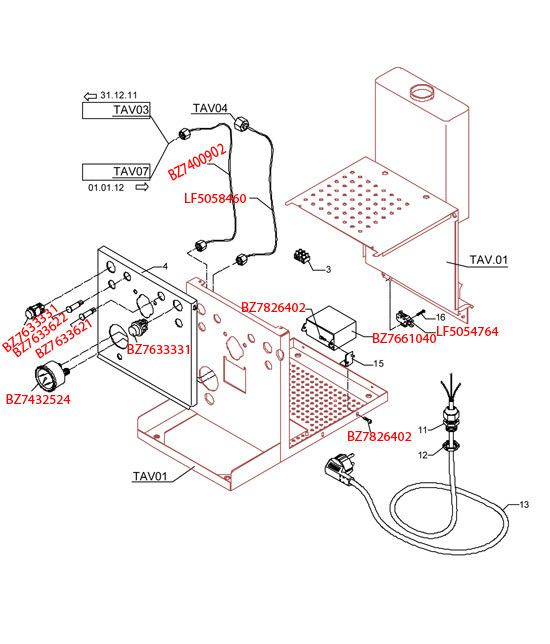 31.12.11
TAV03
TAV04
TAV07
01.01.12
BZ7400902
LF5058460
TAV.01
4
3
BZ7826402
16
LF5054764
BZ7661040
BZ7633331
BZ7633622
BZ7633621
BZ7633331
15
BZ7432524
11
BZ7826402
12
TAV01
13